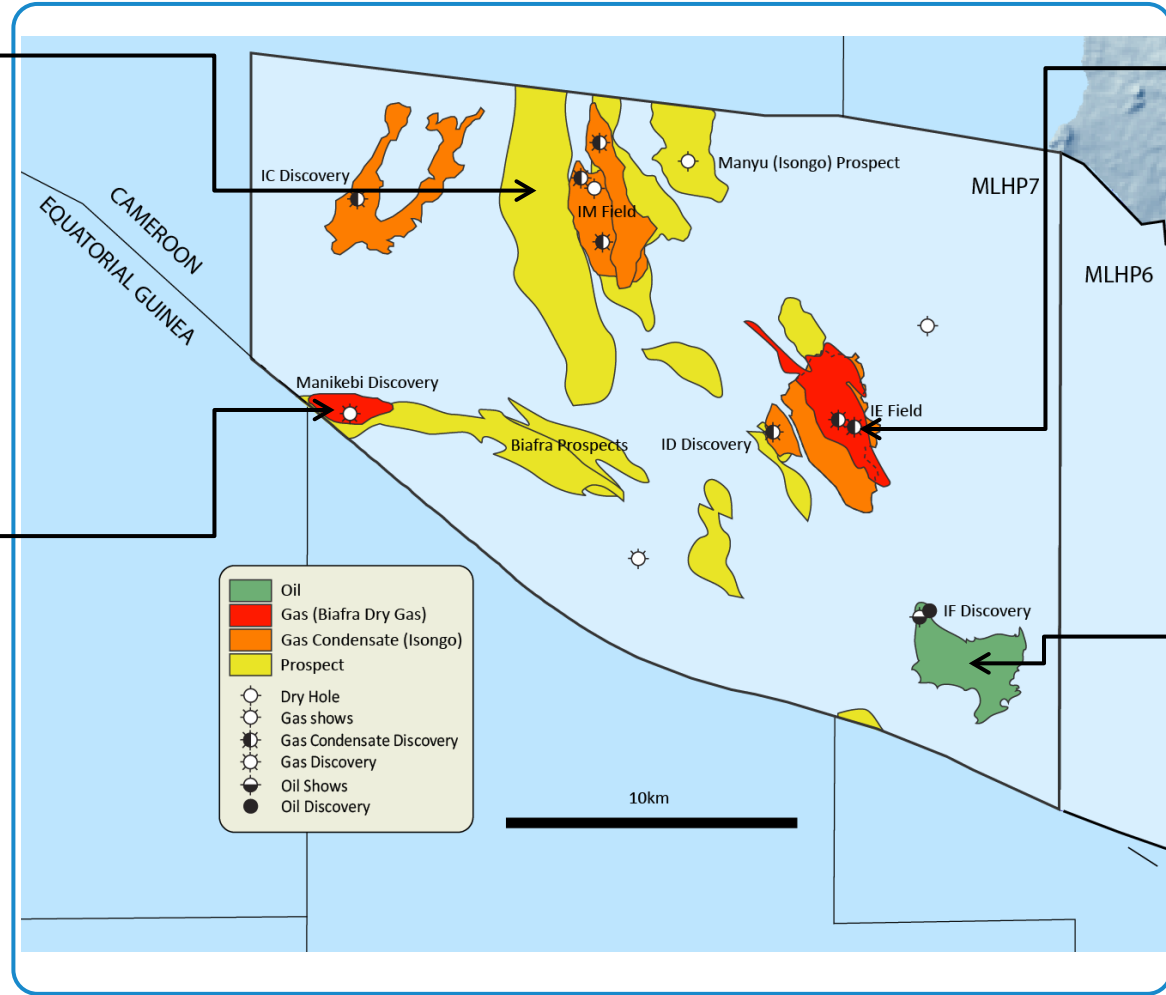 Manyu (Isongo) Prospect
IC Discovery
MLHP7
CAMEROON
IM Field
EQUATORIAL GUINEA
MLHP6
Manikebi Discovery
IE Field
Biafra Prospects
ID Discovery
Oil
Gas (Biafra Dry Gas)
Gas Condensate (Isongo)
Prospect
Dry Hole
Gas shows
Gas Condensate Discovery
Gas Discovery
Oil Shows
Oil Discovery
IF Discovery
10km